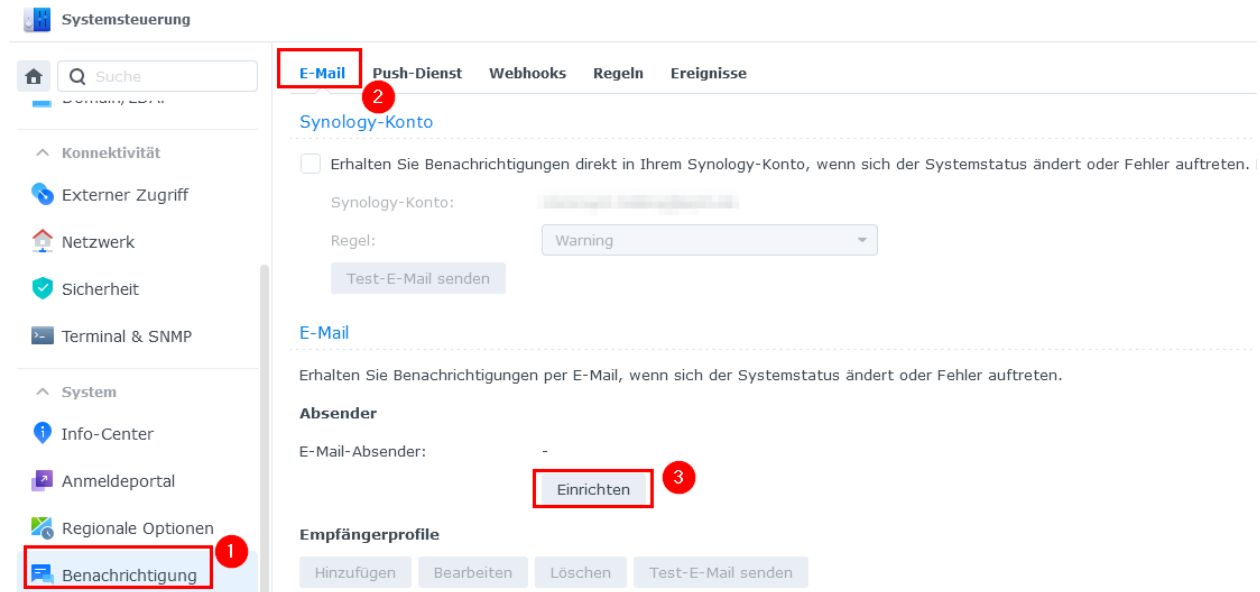 Systemsteuerung
Suche
E-Mail Push-Dienst Webhooks Regeln Ereignisse
2
Synology-Konto
Konnektivität
Erhalten Sie Benachrichtigungen direkt in Ihrem Synology-Konto, wenn sich der Systemstatus ändert oder Fehler auftreten.
Externer Zugriff
Synology-Konto:
Netzwerk
Regel: Warning
Sicherheit
Test-E-Mail senden
Terminal & SNMP
E-Mail
Erhalten Sie Benachrichtigungen per E-Mail, wenn sich der Systemstatus ändert oder Fehler auftreten.
System
Absender
Info-Center
E-Mail-Absender: -
Anmeldeportal
Einrichten 3
Regionale Optionen
Empfängerprofile
1
Benachrichtigung
Hinzufügen Bearbeiten Löschen Test-E-Mail senden